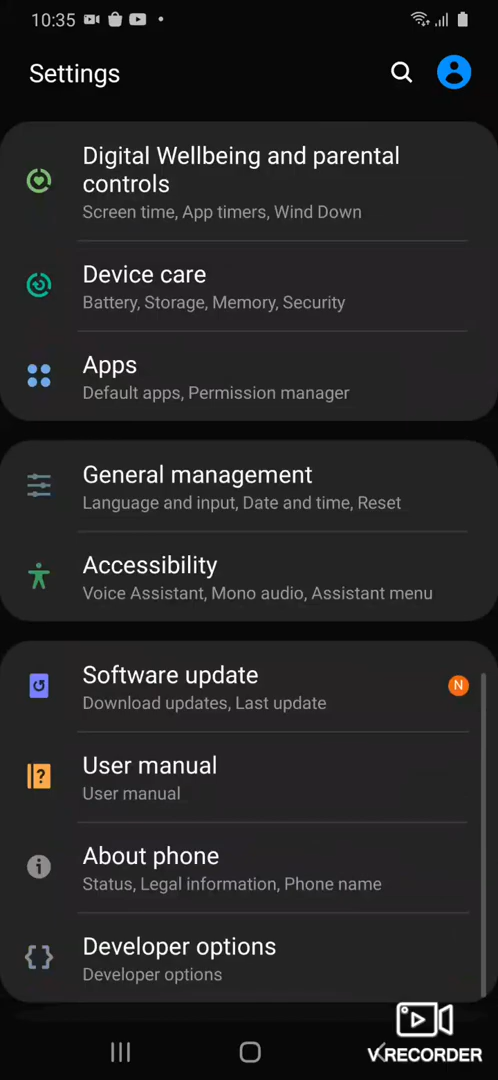 10:35
Settings
Digital Wellbeing and parental
controls
Screen time, App timers, Wind Down
Device care
Battery, Storage, Memory, Security
Apps
Default apps, Permission manager
General management
Language and input, Date and time, Reset
Accessibility
Voice Assistant, Mono audio, Assistant menu
Software update
N
Download updates, Last update
User manual
User manual
About phone
Status, Legal information, Phone name
Developer options
Developer options
VRECORDER